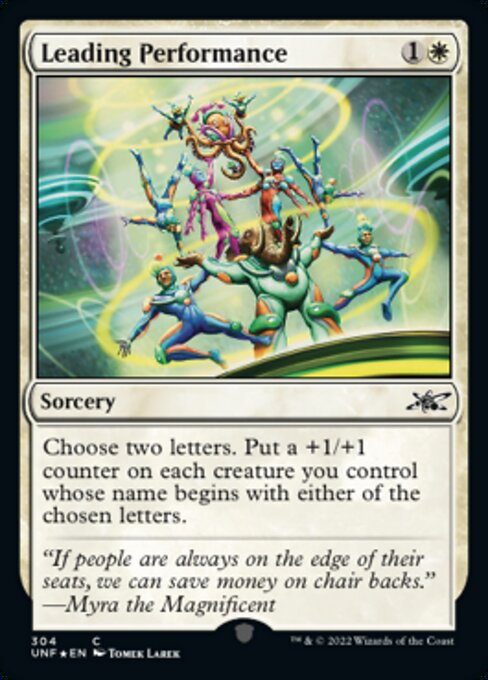 Leading Performance 1
Sorcery
Choose two letters. Put a +1/+1
counter on each creature you control
whose name begins with either of the
chosen letters.
“If people are always on the edge of their
seats, we can save money on chair backs.”
—Myra the Magnificent
304 C
UNF★EN Tomek Larek
™ & © 2022 Wizards of the Coast